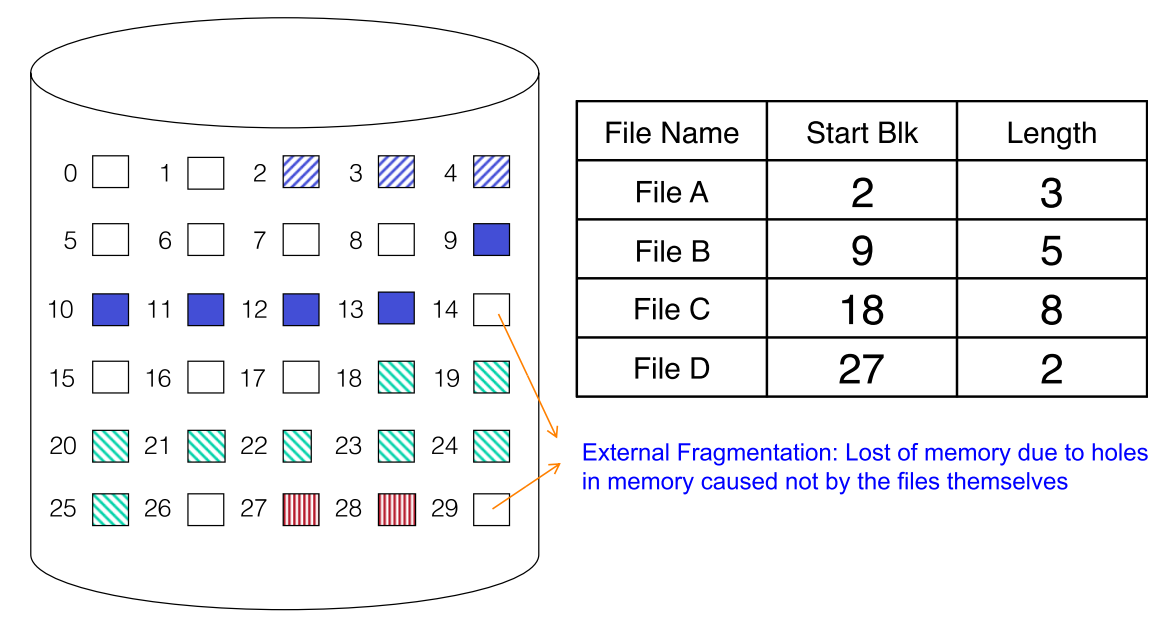 0 1 2 3 4
5 6 7 8 9
10 11 12 13 14
15 16 17 18 19
20 21 22 23 24
25 26 27 28 29
File Name Start Blk Length
File A 2 3
File B 9 5
File C 18 8
File D 27 2
External Fragmentation: Lost of memory due to holes
in memory caused not by the files themselves